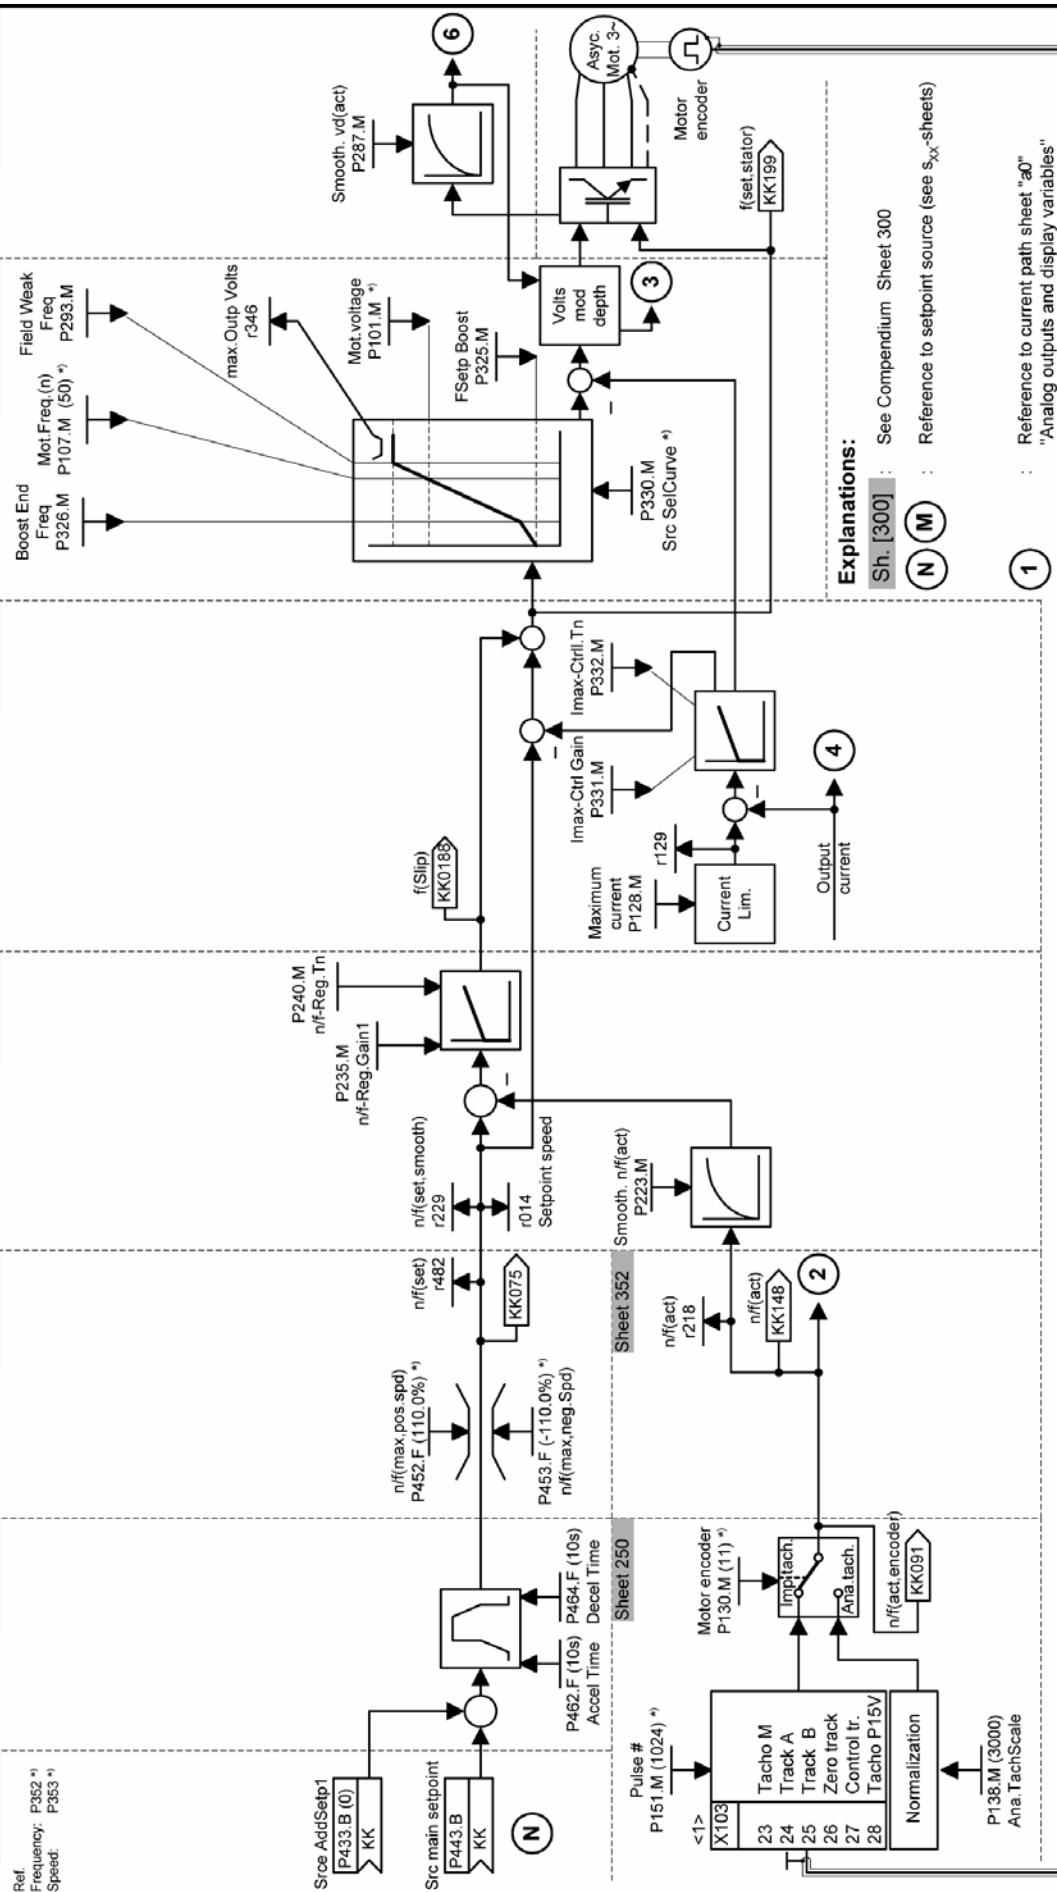 Ref.
Frequency: P352 *)
Speed: P353 *)
Srce AddSetp1
P433.B (0)
KK
Src main setpoint
P443.B
KK
N
P462.F (10s)
Accel Time
P464.F (10s)
Decel Time
Sheet 250
n/f(max,pos.spd)
P452.F (110.0%) *)
P453.F (-110.0%) *)
n/f(max,neg.Spd)
n/f(set)
r482
KK075
Sheet 352
n/f(set,smooth)
r229
r014
Setpoint speed
P235.M
n/f-Reg.Gain1
P240.M
n/f-Reg.Tn
f(Slip)
KK0188
Smooth. n/f(act)
P223.M
n/f(act)
r218
n/f(act)
KK148
2
Pulse #
P151.M (1024) *)
<1>
X103
23 Tacho M
24 Track A
25 Track B
26 Zero track
27 Control tr.
28 Tacho P15V
Normalization
P138.M (3000)
Ana.TachScale
Motor encoder
P130.M (11) *)
Imp.tach.
Ana.tach.
n/f(act,encoder)
KK091
Maximum
current
P128.M
r129
Current
Lim.
Output
current
4
Imax-Ctrl Gain
P331.M
Imax-Ctrll.Tn
P332.M
–
–
–
–
Boost End
Freq
P326.M
Mot.Freq.(n)
P107.M (50) *)
Field Weak
Freq
P293.M
max.Outp Volts
r346
Mot.voltage
P101.M *)
FSetp Boost
P325.M
P330.M
Src SelCurve *)
Volts
mod
depth
3
Smooth. vd(act)
P287.M
6
Asyc.
Mot. 3~
Motor
encoder
f(set,stator)
KK199
Explanations:
Sh. [300] : See Compendium Sheet 300
N M : Reference to setpoint source (see sXX-sheets)
1 : Reference to current path sheet "a0"
"Analog outputs and display variables"